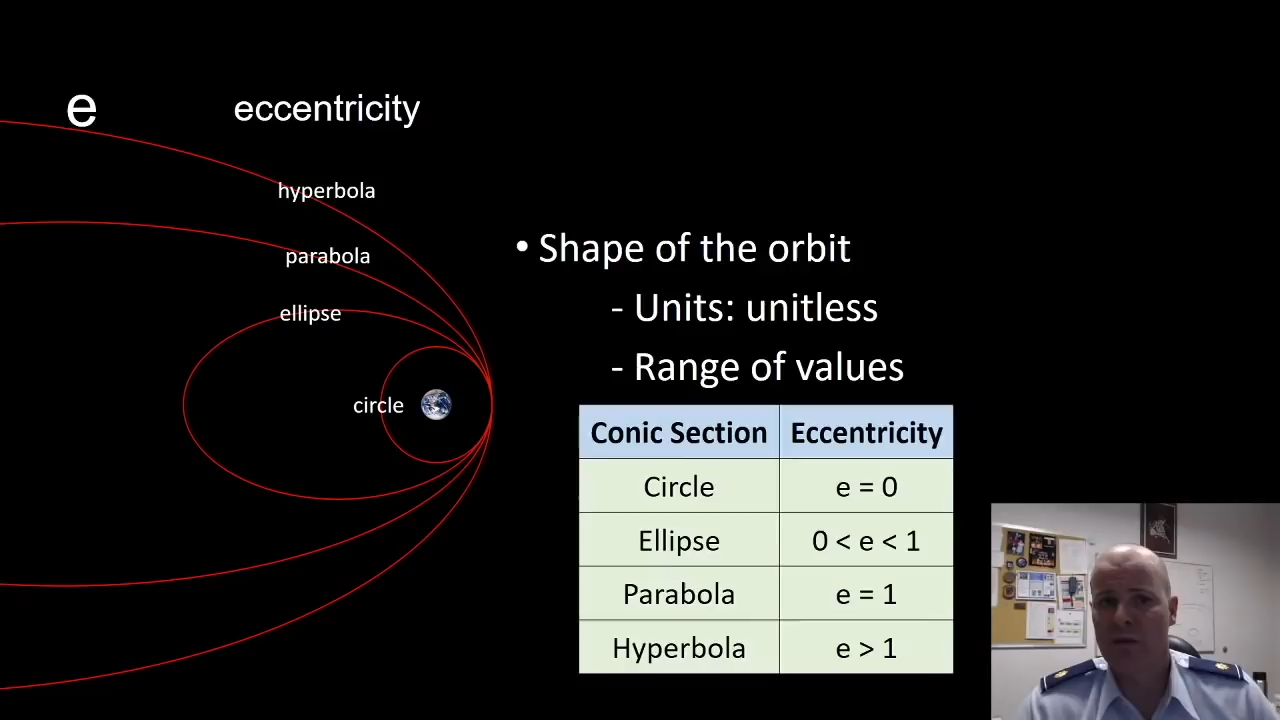 e eccentricity
hyperbola
parabola
ellipse
circle
• Shape of the orbit
- Units: unitless
- Range of values
Conic Section Eccentricity
Circle e = 0
Ellipse 0 < e < 1
Parabola e = 1
Hyperbola e > 1